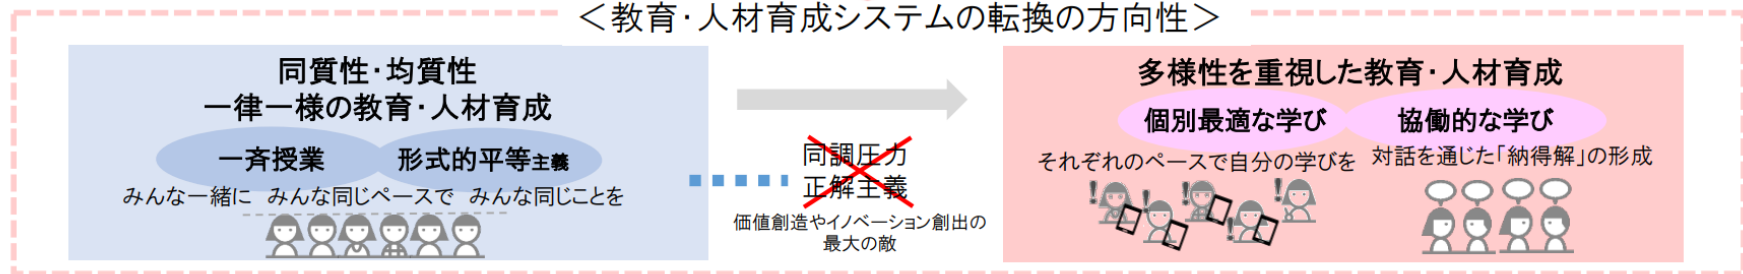 ＜教育・人材育成システムの転換の方向性＞
同質性・均質性
一律一様の教育・人材育成
一斉授業
形式的平等主義
みんな一緒に　みんな同じペースで　みんな同じことを
同調圧力
正解主義
価値創造やイノベーション創出の
最大の敵
多様性を重視した教育・人材育成
個別最適な学び
協働的な学び
それぞれのペースで自分の学びを
対話を通じた「納得解」の形成